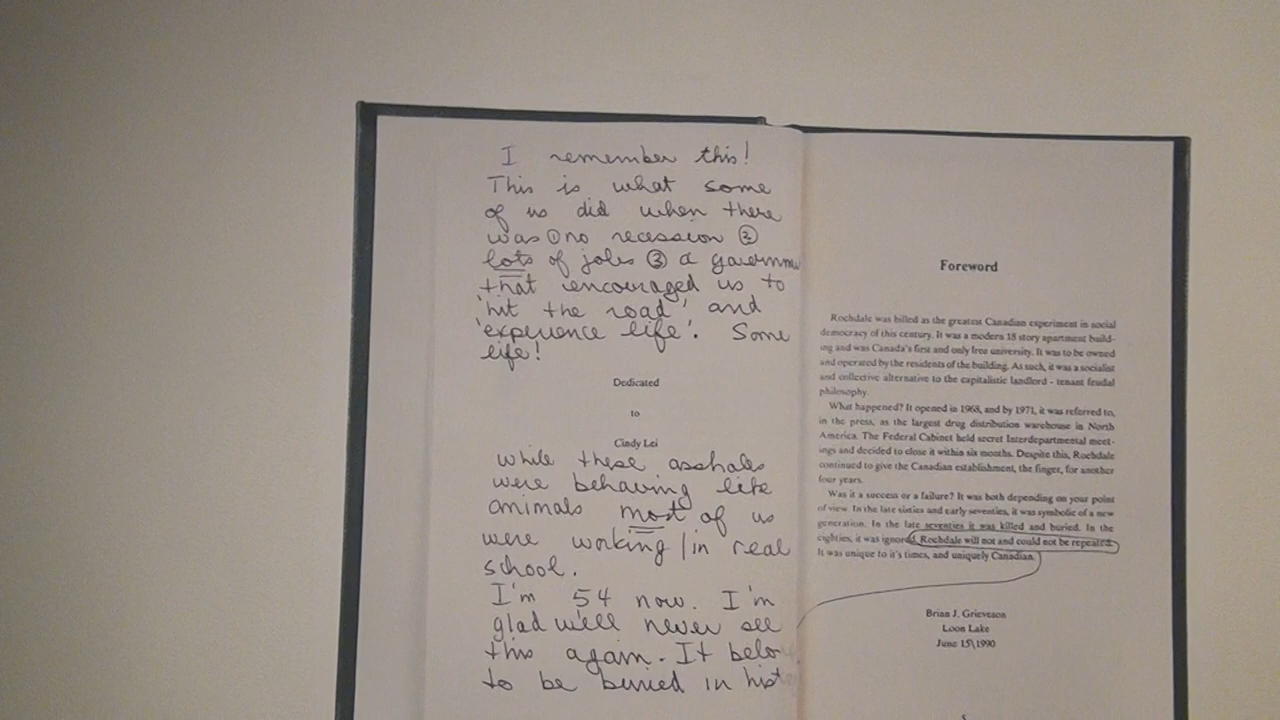 I remember this!
This is what some
of us did when there
was ① no recession ②
lots of jobs ③ a governme
that encouraged us to
'hit the road' and
'experience life'. Some
life!
Dedicated
to
Cindy Lei
while these assholes
were behaving like
animals most of us
were working/in real
school.
I'm 54 now. I'm
glad we'll never see
this again. It belo
to be buried in hist
Foreword
Rochdale was billed as the greatest Canadian experiment in social
democracy of this century. It was a modern 18 story apartment build-
ing and was Canada's first and only free university. It was to be owned
and operated by the residents of the building. As such, it was a socialist
and collective alternative to the capitalistic landlord - tenant feudal
philosophy.
What happened? It opened in 1968, and by 1971, it was referred to,
in the press, as the largest drug distribution warehouse in North
America. The Federal Cabinet held secret Interdepartmental meet-
ings and decided to close it within six months. Despite this, Rochdale
continued to give the Canadian establishment, the finger, for another
four years.
Was it a success or a failure? It was both depending on your point
of view. In the late sixties and early seventies, it was symbolic of a new
generation. In the late seventies it was killed and buried. In the
eighties, it was ignored. Rochdale will not and could not be repeated.
It was unique to it's times, and uniquely Canadian.
Brian J. Grieveson
Loon Lake
June 15\1990